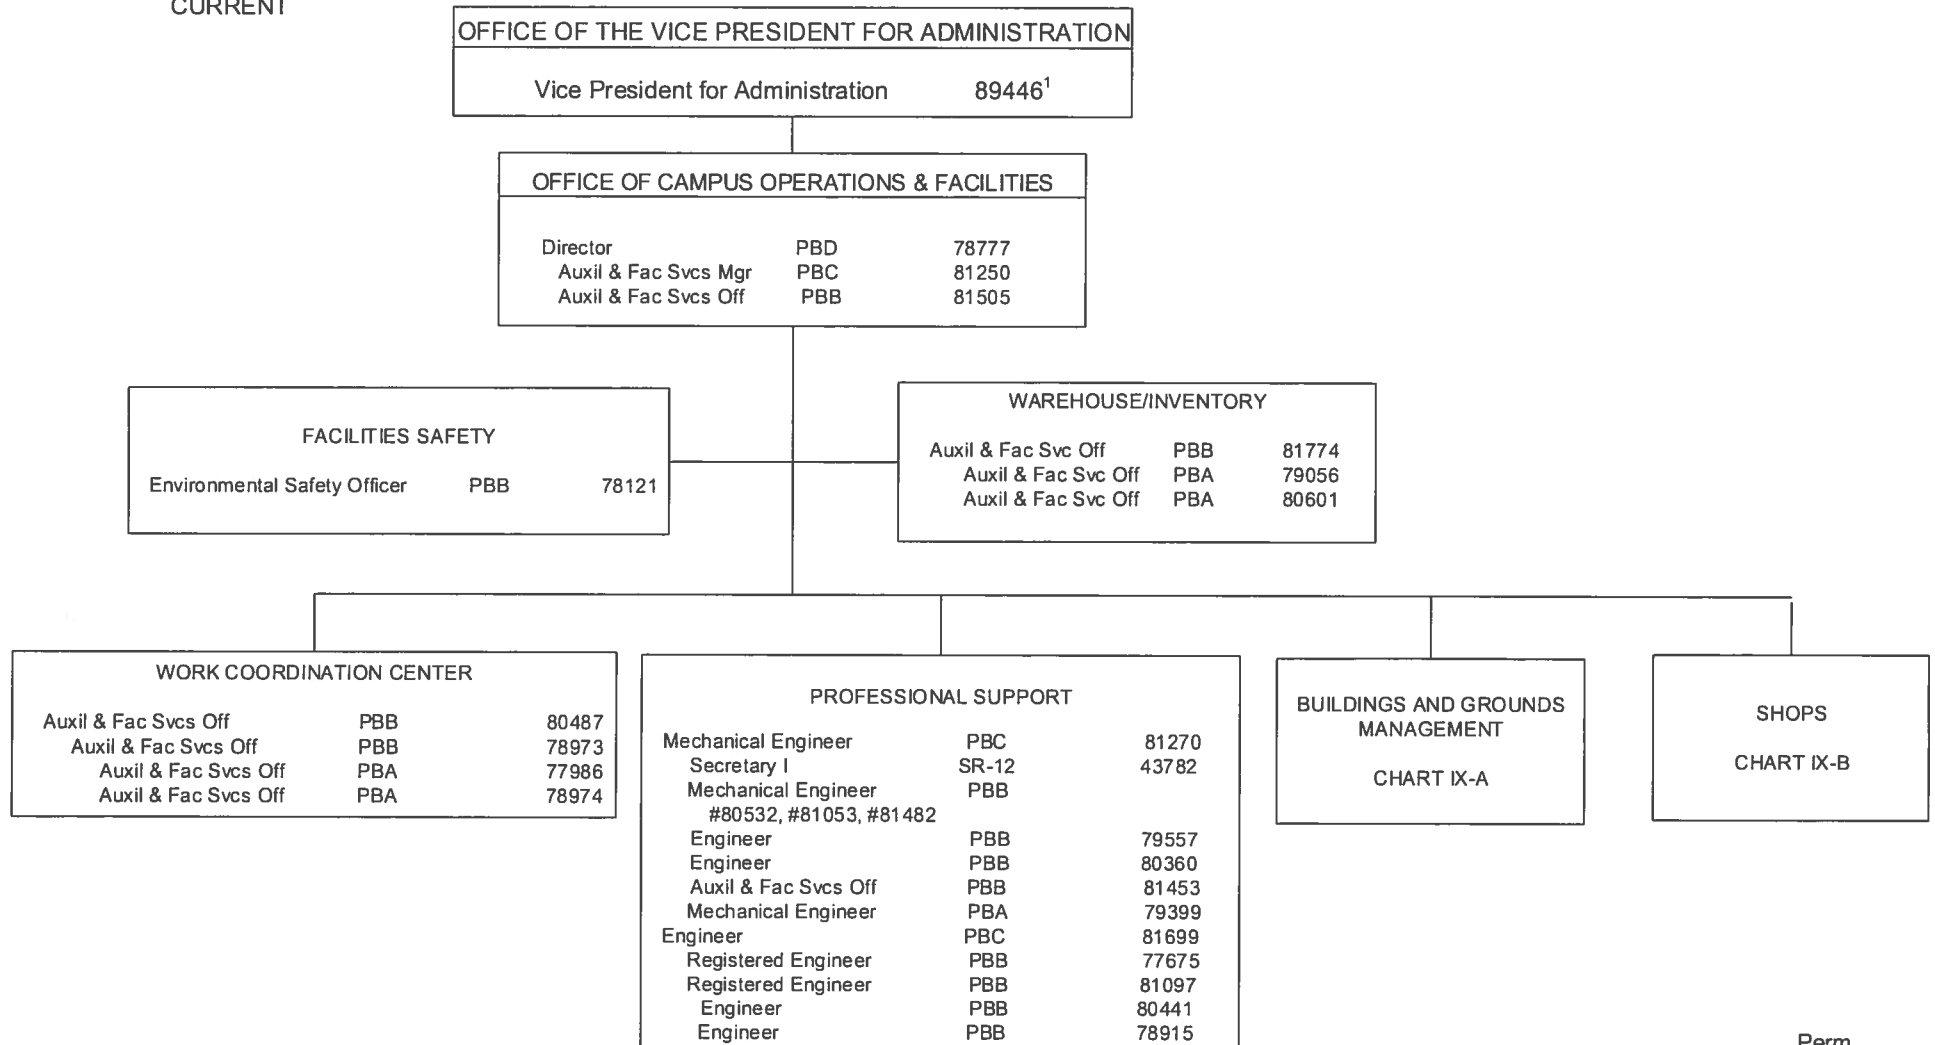 CURRENT
OFFICE OF THE VICE PRESIDENT FOR ADMINISTRATION
Vice President for Administration 89446¹
OFFICE OF CAMPUS OPERATIONS & FACILITIES
Director PBD 78777
Auxil & Fac Svcs Mgr PBC 81250
Auxil & Fac Svcs Off PBB 81505
FACILITIES SAFETY
Environmental Safety Officer PBB 78121
WAREHOUSE/INVENTORY
Auxil & Fac Svc Off PBB 81774
Auxil & Fac Svc Off PBA 79056
Auxil & Fac Svc Off PBA 80601
WORK COORDINATION CENTER
Auxil & Fac Svcs Off PBB 80487
Auxil & Fac Svcs Off PBB 78973
Auxil & Fac Svcs Off PBA 77986
Auxil & Fac Svcs Off PBA 78974
PROFESSIONAL SUPPORT
Mechanical Engineer PBC 81270
Secretary I SR-12 43782
Mechanical Engineer PBB
#80532, #81053, #81482
Engineer PBB 79557
Engineer PBB 80360
Auxil & Fac Svcs Off PBB 81453
Mechanical Engineer PBA 79399
Engineer PBC 81699
Registered Engineer PBB 77675
Registered Engineer PBB 81097
Engineer PBB 80441
Engineer PBB 78915
BUILDINGS AND GROUNDS
MANAGEMENT
CHART IX-A
SHOPS
CHART IX-B
Perm